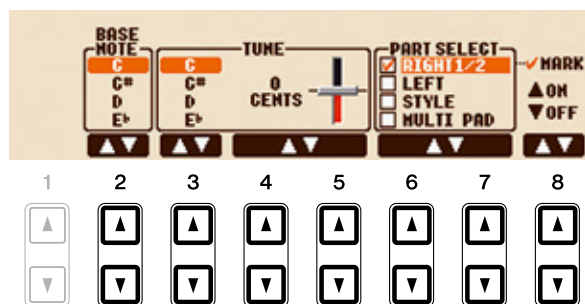 BASE NOTE
C
C#
D
E♭
TUNE
C
C#
D
E♭
0 CENTS
PART SELECT
RIGHT1/2
LEFT
STYLE
MULTI PAD
MARK
▲ON
▼OFF
1 2 3 4 5 6 7 8